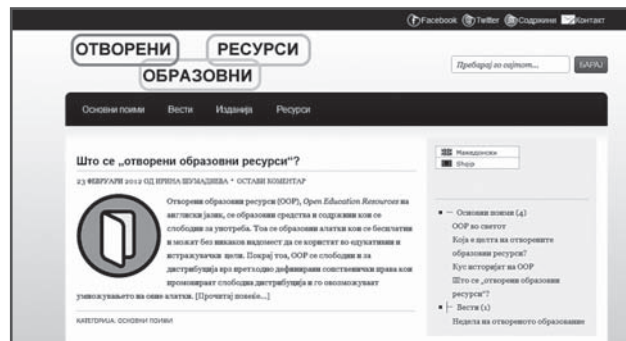 Facebook Twitter Содржини Контакт
ОТВОРЕНИ РЕСУРСИ
ОБРАЗОВНИ
Пребарај го сајтот... БАРАЈ
Основни поими Вести Изданија Ресурси
Што се „отворени образовни ресурси“?
23 ФЕВРУАРИ 2012 ОД ИРИНА ШУМАДИЕВА * ОСТАВИ КОМЕНТАР
Отворени образовни ресурси (ООР), Open Education Resources на
англиски јазик, се образовни средства и содржини кои се
слободни за употреба. Тоа се образовни алатки кои се бесплатни
и можат без никаков надомест да се користат во едукативни и
истражувачки цели. Покрај тоа, ООР се слободни и за
дистрибуција врз претходно дефинирани сопственички права кои
промовираат слободна дистрибуција и го овозможуваат
умножувањето на овие алатки. [Прочитај повеќе...]
КАТЕГОРИЈА: ОСНОВНИ ПОИМИ
Македонски
Shqip
Основни поими (4)
ООР во светот
Која е целта на отворените
образовни ресурси?
Кус историјат на ООР
Што се „отворени образовни
ресурси“?
Вести (1)
Недела на отвореното образование